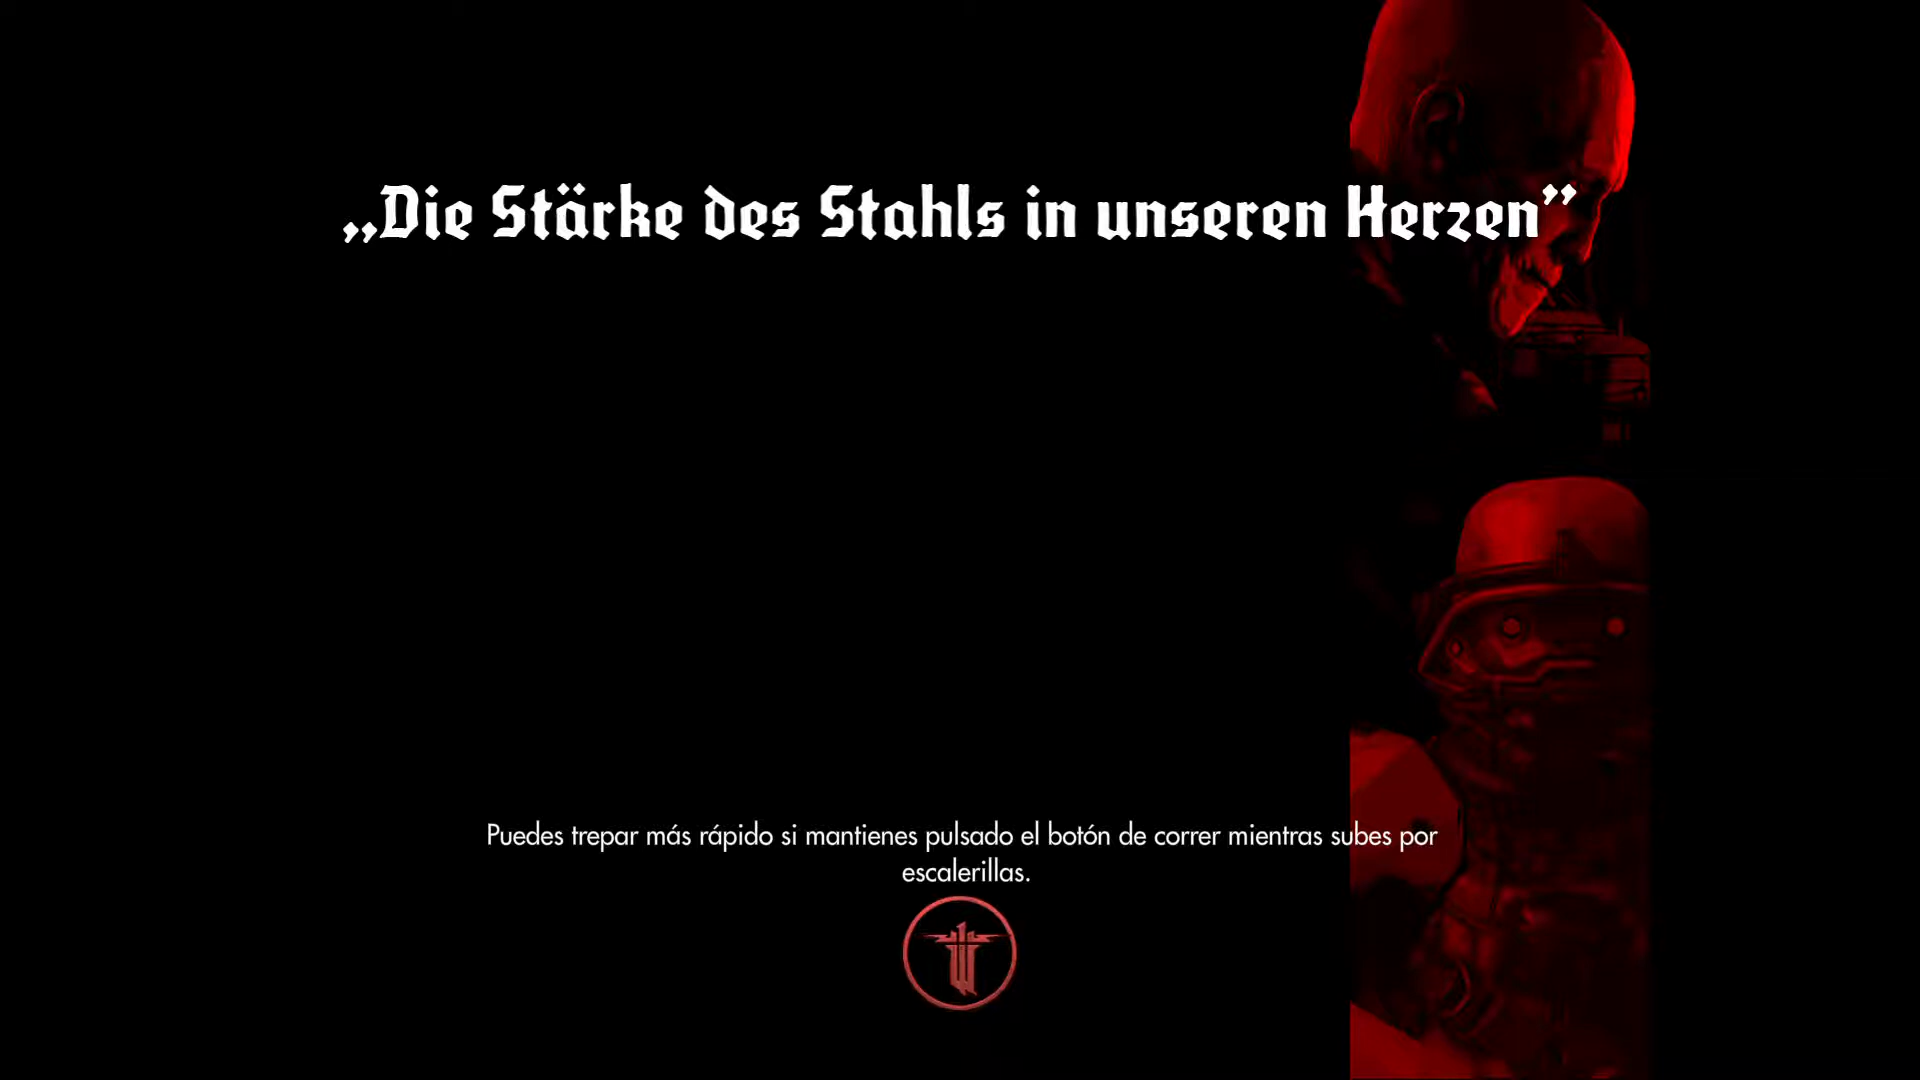 „Die Stärke des Stahls in unseren Herzen”
Puedes trepar más rápido si mantienes pulsado el botón de correr mientras subes por
escalerillas.